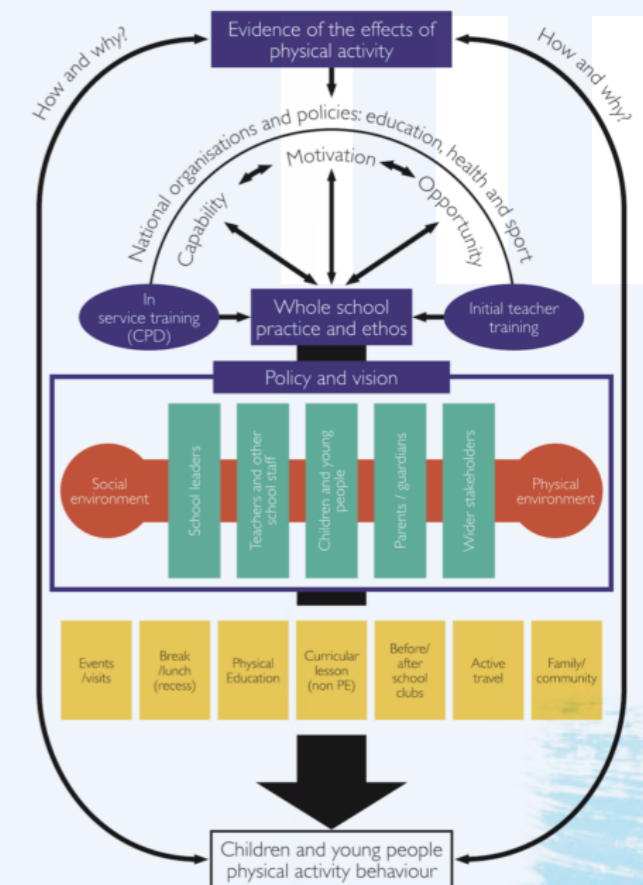 Evidence of the effects of
physical activity
How and why?
How and why?
National organisations and policies: education, health and sport
Motivation
Capability
Opportunity
In
service training
(CPD)
Whole school
practice and ethos
Initial teacher
training
Policy and vision
Social
environment
School leaders
Teachers and other
school staff
Children and young
people
Parents / guardians
Wider stakeholders
Physical
environment
Events
/visits
Break
/lunch
(recess)
Physical
Education
Curricular
lesson
(non PE)
Before/
after
school
clubs
Active
travel
Family/
community
Children and young people
physical activity behaviour